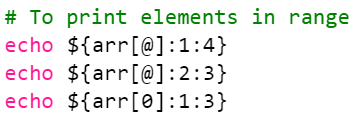 # To print elements in range
echo ${arr[@]:1:4}
echo ${arr[@]:2:3}
echo ${arr[0]:1:3}